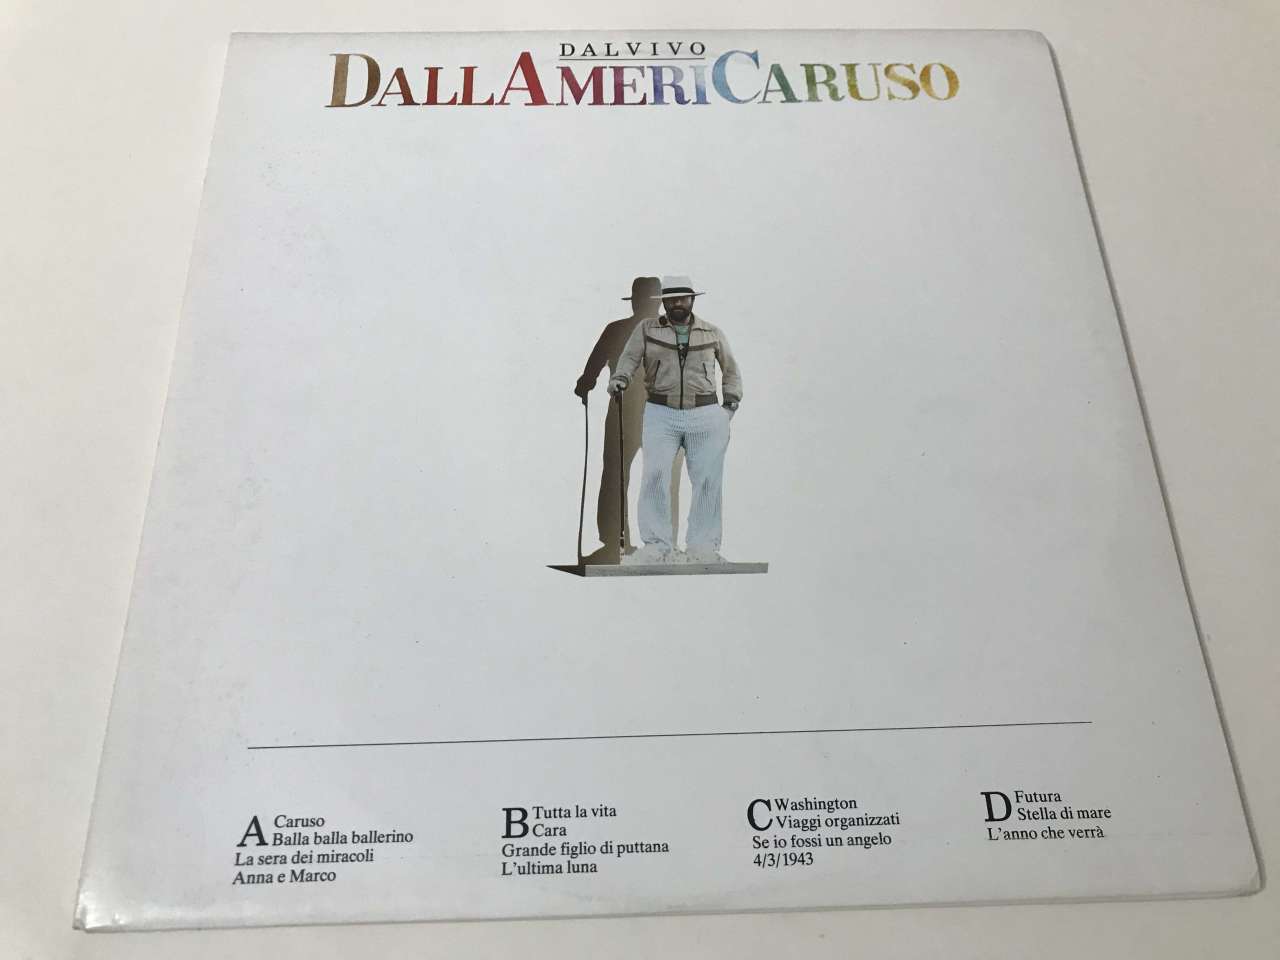 DALVIVO
DALLAMERICARUSO
A Caruso
Balla balla ballerino
La sera dei miracoli
Anna e Marco
B Tutta la vita
Cara
Grande figlio di puttana
L'ultima luna
C Washington
Viaggi organizzati
Se io fossi un angelo
4/3/1943
D Futura
Stella di mare
L'anno che verrà